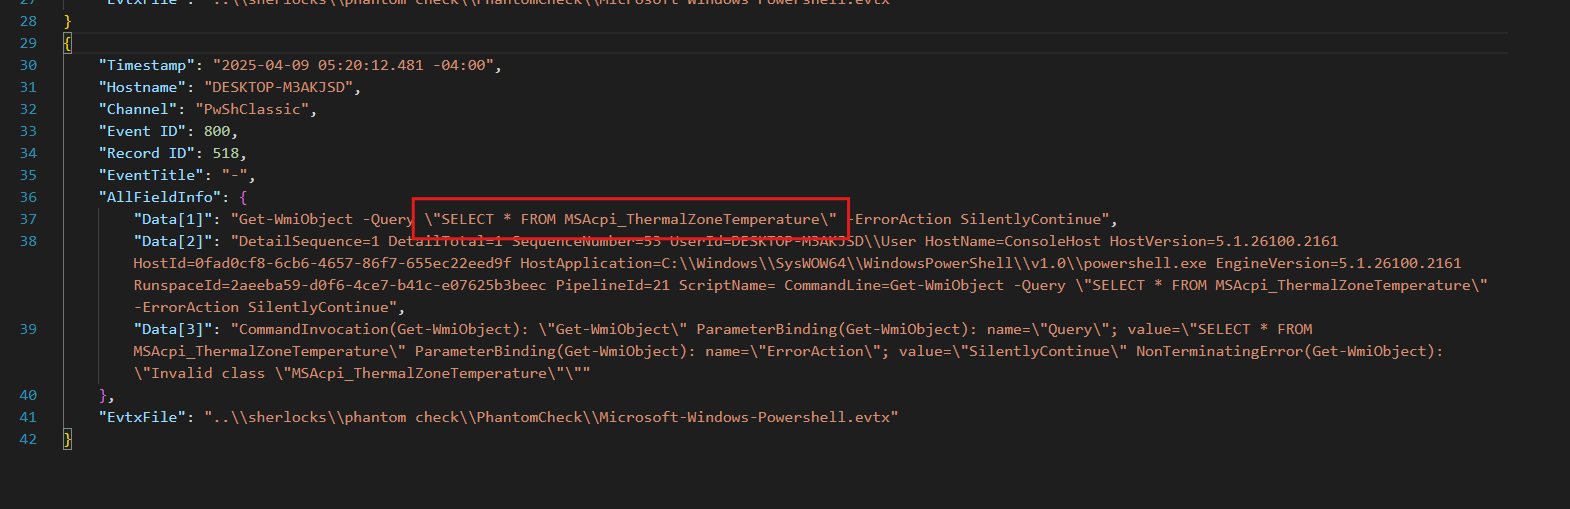 27 "EvtxFile": "..\\sherlocks\\phantom check\\PhantomCheck\\Microsoft-Windows-Powershell.evtx"
28 }
29 {
30 "Timestamp": "2025-04-09 05:20:12.481 -04:00",
31 "Hostname": "DESKTOP-M3AKJSD",
32 "Channel": "PwShClassic",
33 "Event ID": 800,
34 "Record ID": 518,
35 "EventTitle": "-",
36 "AllFieldInfo": {
37 "Data[1]": "Get-WmiObject -Query \"SELECT * FROM MSAcpi_ThermalZoneTemperature\" -ErrorAction SilentlyContinue",
38 "Data[2]": "DetailSequence=1 DetailTotal=1 SequenceNumber=55 UserId=DESKTOP-M3AKJSD\\User HostName=ConsoleHost HostVersion=5.1.26100.2161
HostId=0fad0cf8-6cb6-4657-86f7-655ec22eed9f HostApplication=C:\\Windows\\SysWOW64\\WindowsPowerShell\\v1.0\\powershell.exe EngineVersion=5.1.26100.2161
RunspaceId=2aeeba59-d0f6-4ce7-b41c-e07625b3beec PipelineId=21 ScriptName= CommandLine=Get-WmiObject -Query \"SELECT * FROM MSAcpi_ThermalZoneTemperature\"
-ErrorAction SilentlyContinue",
39 "Data[3]": "CommandInvocation(Get-WmiObject): \"Get-WmiObject\" ParameterBinding(Get-WmiObject): name=\"Query\"; value=\"SELECT * FROM
MSAcpi_ThermalZoneTemperature\" ParameterBinding(Get-WmiObject): name=\"ErrorAction\"; value=\"SilentlyContinue\" NonTerminatingError(Get-WmiObject):
\"Invalid class \"MSAcpi_ThermalZoneTemperature\"\""
40 },
41 "EvtxFile": "..\\sherlocks\\phantom check\\PhantomCheck\\Microsoft-Windows-Powershell.evtx"
42 }